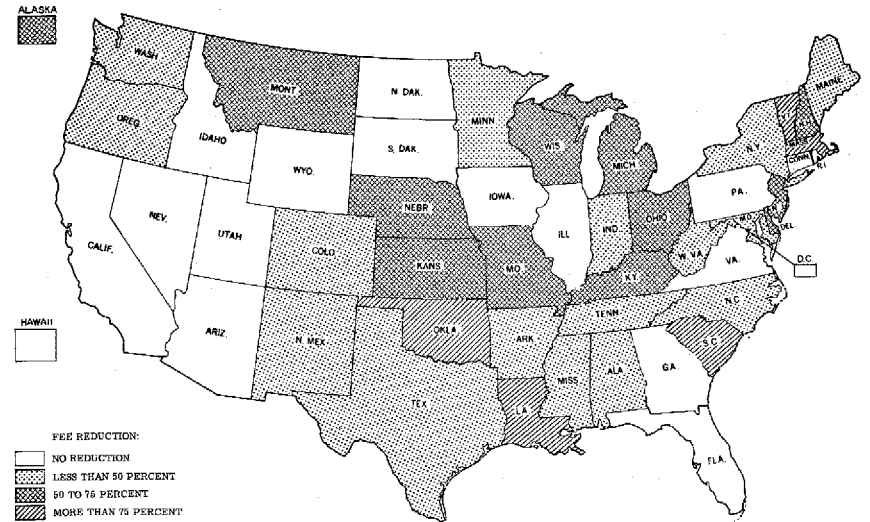 ALASKA
WASH
MONT.
N. DAK.
MINN
MAINE
OREG.
IDAHO
S. DAK.
WIS.
MICH.
N.Y.
WYO.
CONN.
R.I.
IOWA.
PA.
NEBR.
NEV.
UTAH
ILL
IND.
OHIO
MD.
DEL.
CALIF.
COLO.
W. VA.
D.C.
KANS
MO.
KY.
VA.
HAWAII
ARIZ.
N. MEX
OKLA.
ARK.
TENN.
N.C.
S.C.
TEX.
LA.
MISS.
ALA.
GA.
FLA.
FEE REDUCTION:
NO REDUCTION
LESS THAN 50 PERCENT
50 TO 75 PERCENT
MORE THAN 75 PERCENT